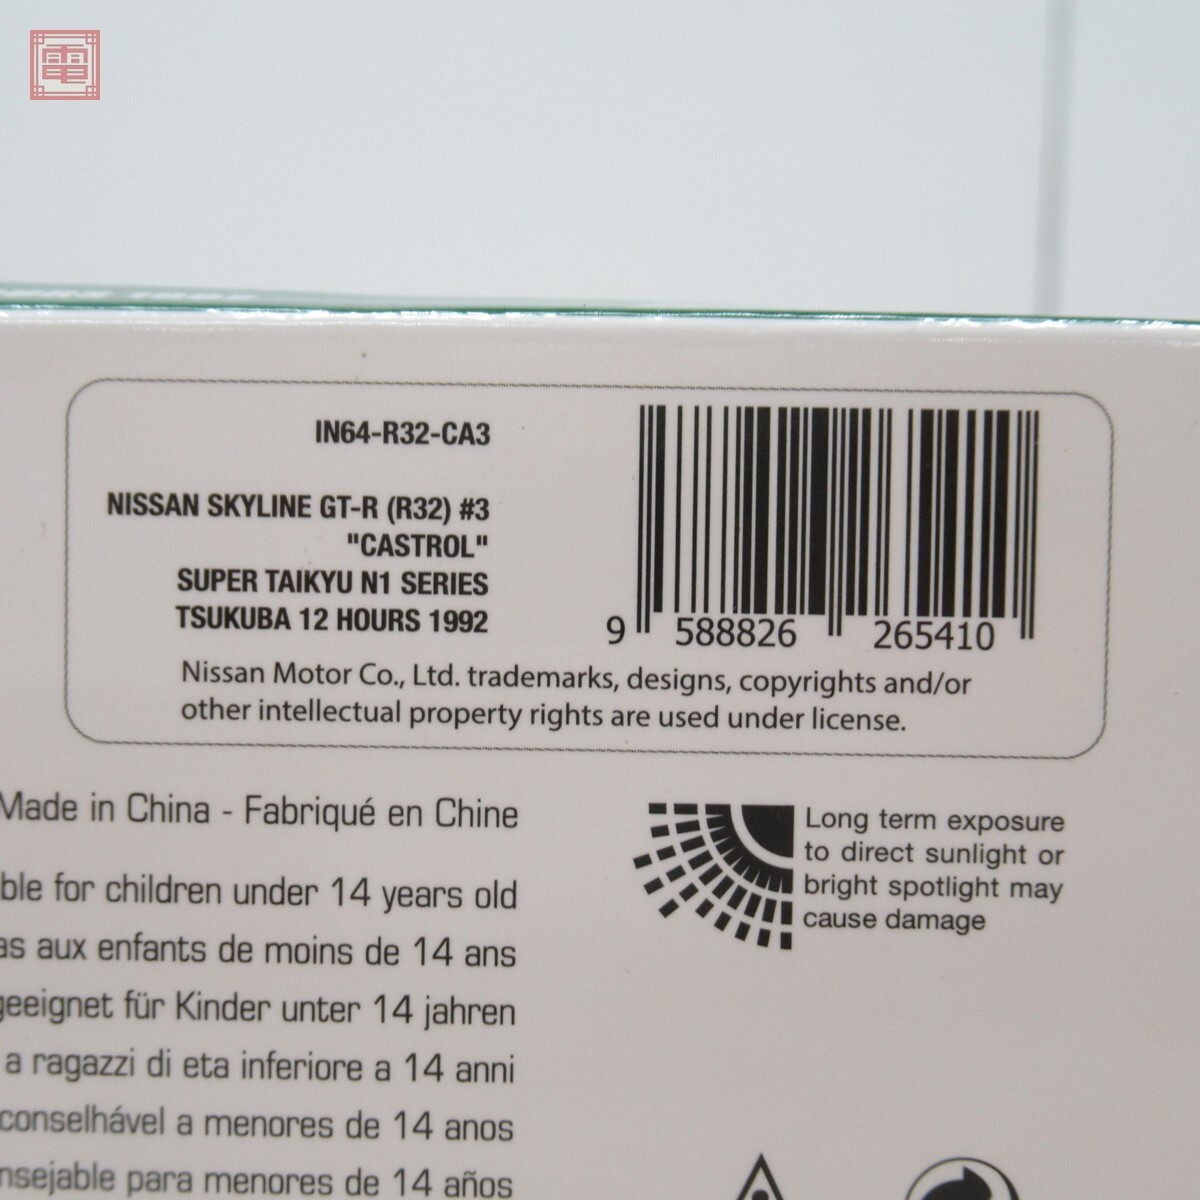 電
IN64-R32-CA3
NISSAN SKYLINE GT-R (R32) #3
"CASTROL"
SUPER TAIKYU N1 SERIES
TSUKUBA 12 HOURS 1992
9 588826 265410
Nissan Motor Co., Ltd. trademarks, designs, copyrights and/or
other intellectual property rights are used under license.
Made in China - Fabriqué en Chine
ble for children under 14 years old
as aux enfants de moins de 14 ans
geeignet für Kinder unter 14 jahren
a ragazzi di eta inferiore a 14 anni
conselhável a menores de 14 anos
nsejable para menores de 14 años
Long term exposure
to direct sunlight or
bright spotlight may
cause damage